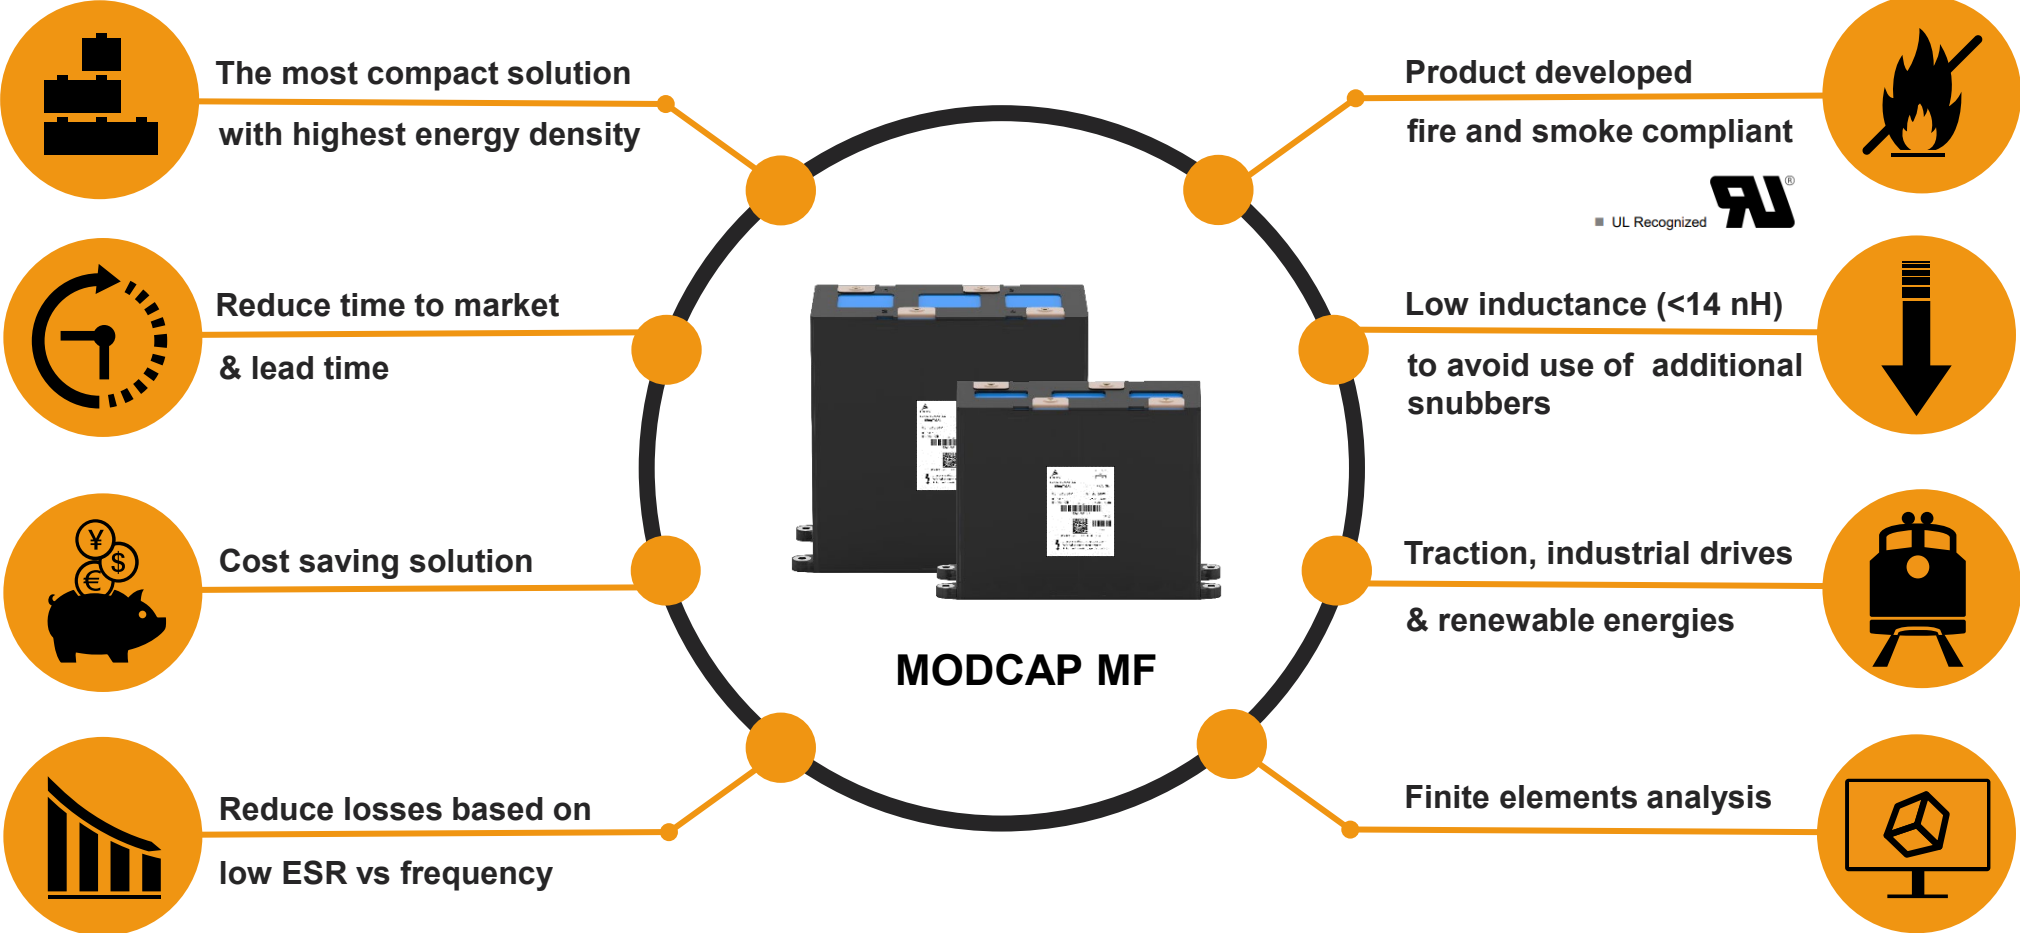 The most compact solution
with highest energy density
Reduce time to market
& lead time
Cost saving solution
Reduce losses based on
low ESR vs frequency
MODCAP MF
Product developed
fire and smoke compliant
UL Recognized
Low inductance (<14 nH)
to avoid use of  additional
snubbers
Traction, industrial drives
& renewable energies
Finite elements analysis
¥
$
€